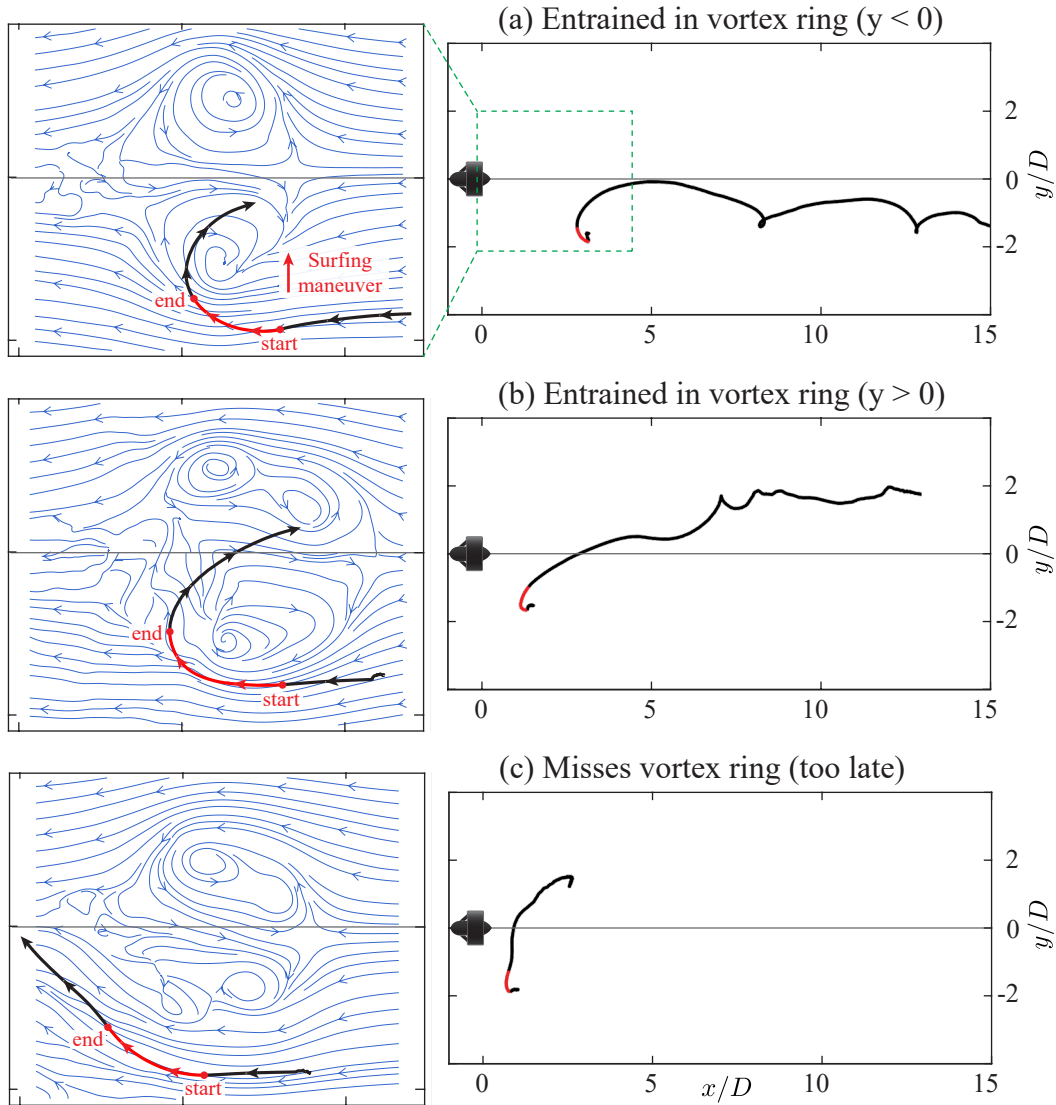 (a) Entrained in vortex ring (y < 0)
Surfing
maneuver
end
start
2
0
-2
y/D
0
5
10
15
(b) Entrained in vortex ring (y > 0)
end
start
2
0
-2
y/D
0
5
10
15
(c) Misses vortex ring (too late)
end
start
2
0
-2
y/D
0
5
10
15
x/D